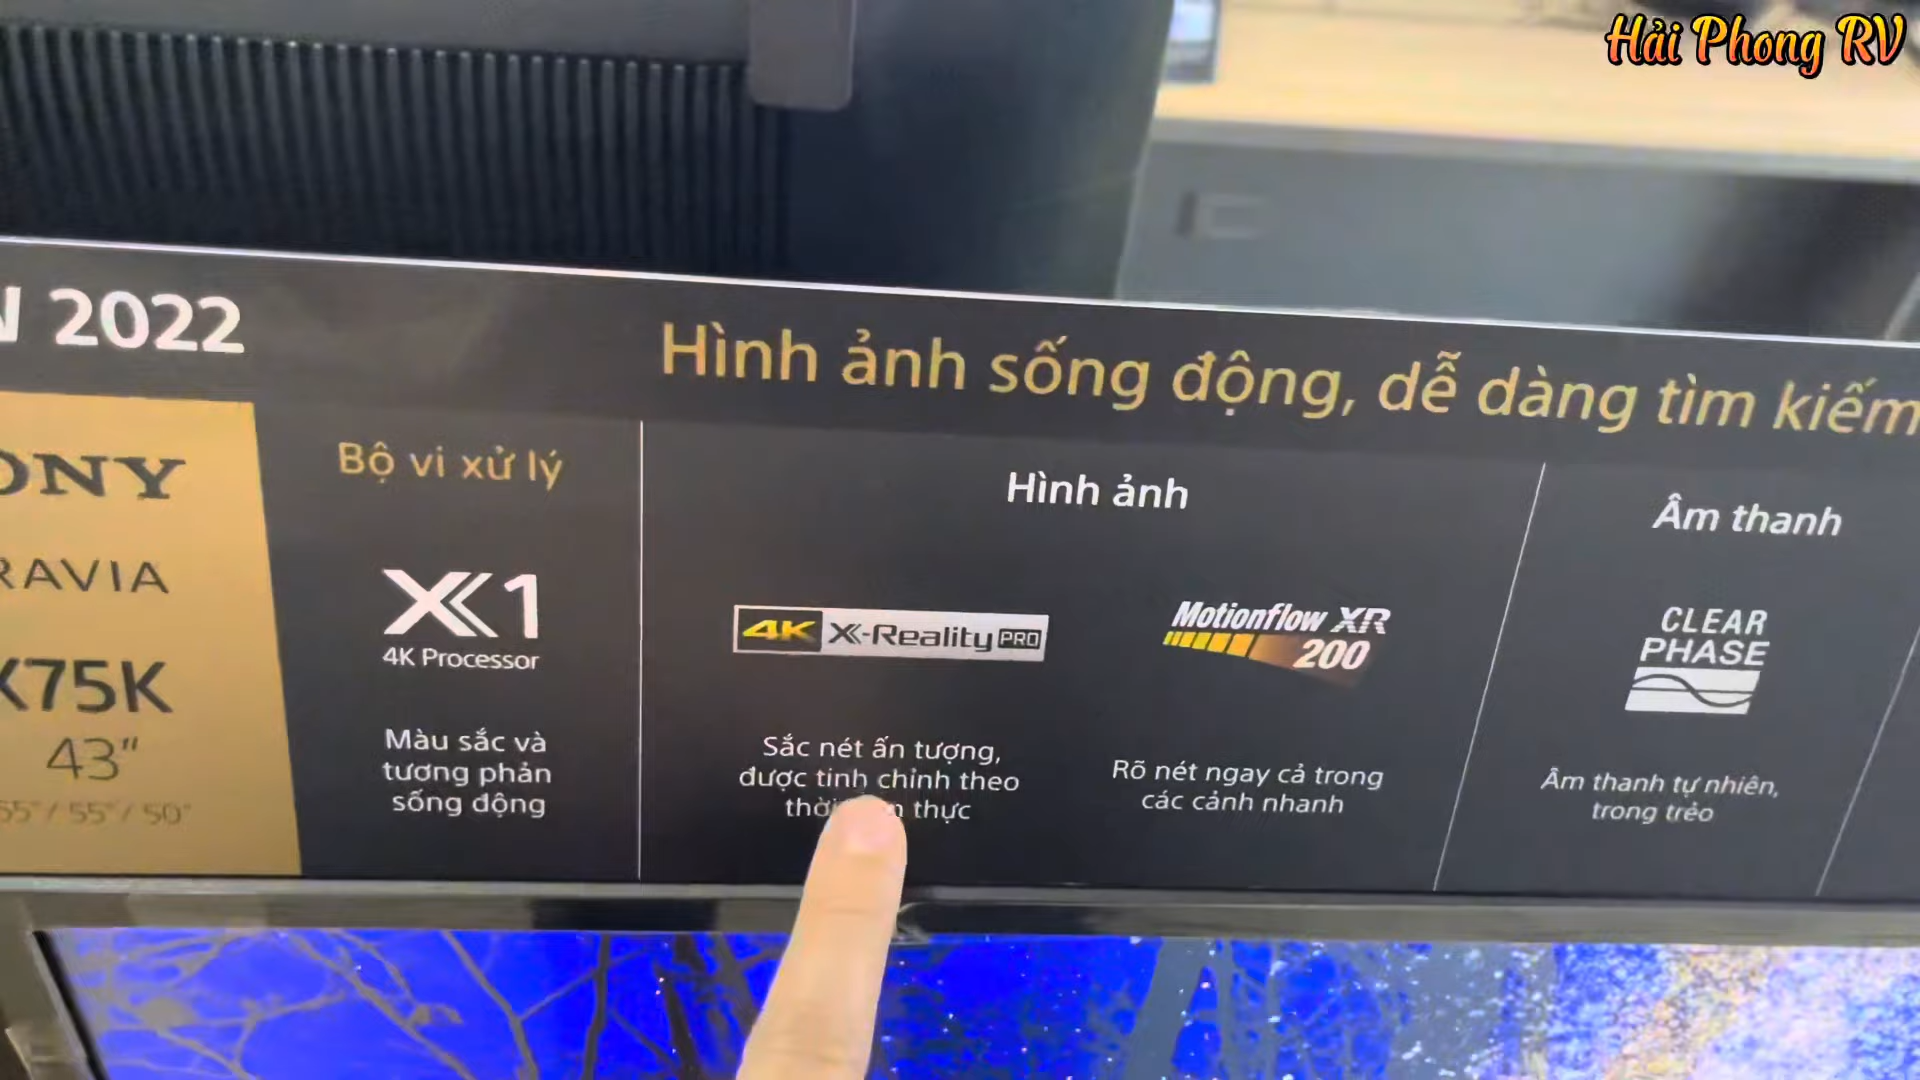 Hải Phong RV
2022
Hình ảnh sống động, dễ dàng tìm kiếm
Bộ vi xử lý
X1
4K Processor
Màu sắc và
tương phản
sống động
Hình ảnh
4K X-Reality PRO
Sắc nét ấn tượng,
được tinh chỉnh theo
thực
Motionflow XR
200
Rõ nét ngay cả trong
các cảnh nhanh
Âm thanh
CLEAR
PHASE
Âm thanh tự nhiên,
trong trẻo
ONY
RAVIA
X75K
43"
55" / 50"